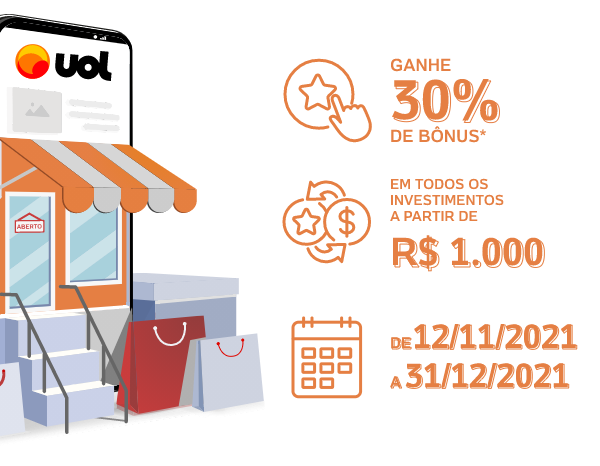 uol
ABERTO
GANHE
30%
DE BÔNUS*
EM TODOS OS
INVESTIMENTOS
A PARTIR DE
R$ 1.000
DE 12/11/2021
A 31/12/2021